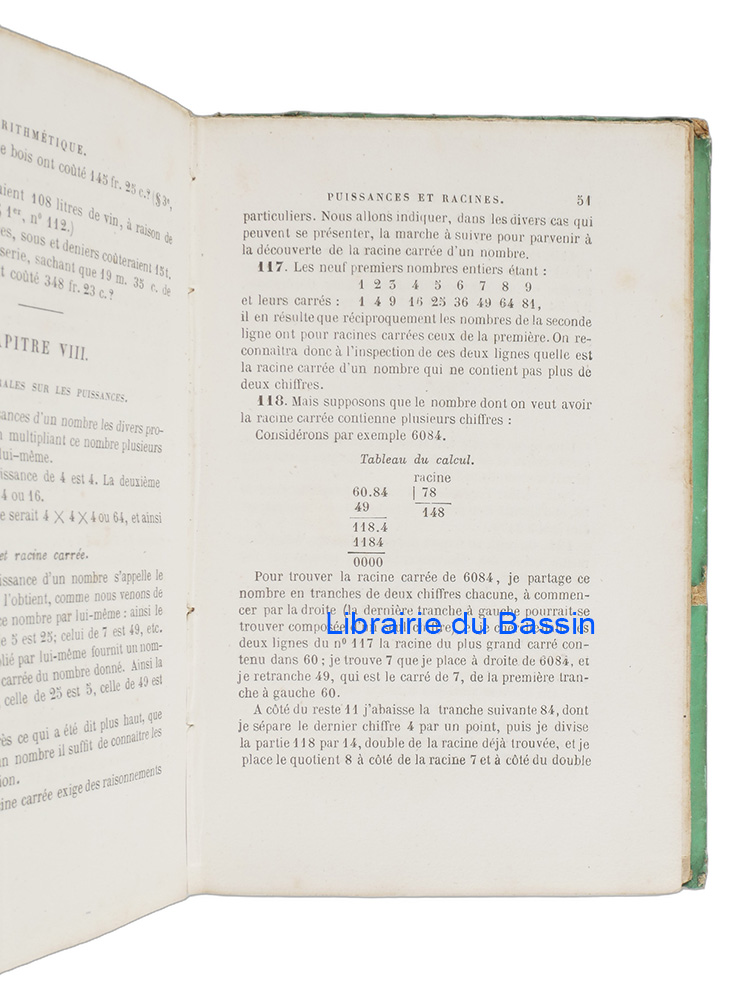 RITHMÉTIQUE.
e bois ont coûté 145 fr. 25 c.? (§ 3e,
ient 108 litres de vin, à raison de
1er, n° 112.)
es, sous et deniers coûteraient 151.
serie, sachant que 19 m. 35 c. de
t coûté 348 fr. 23 c.?
APITRE VIII.
ALES SUR LES PUISSANCES.
sances d'un nombre les divers pro-
n multipliant ce nombre plusieurs
lui-même.
issance de 4 est 4. La deuxième
4 ou 16.
e serait 4 × 4 × 4 ou 64, et ainsi
et racine carrée.
issance d'un nombre s'appelle le
l'obtient, comme nous venons de
ce nombre par lui-même : ainsi le
e 5 est 25; celui de 7 est 49, etc.
plié par lui-même fournit un nom-
carrée du nombre donné. Ainsi la
, celle de 25 est 5, celle de 49 est
ès ce qui a été dit plus haut, que
un nombre il suffit de connaître les
ion.
cine carrée exige des raisonnements
PUISSANCES ET RACINES. 51
particuliers. Nous allons indiquer, dans les divers cas qui
peuvent se présenter, la marche à suivre pour parvenir à
la découverte de la racine carrée d'un nombre.
117. Les neuf premiers nombres entiers étant :
1 2 3 4 5 6 7 8 9
et leurs carrés : 1 4 9 16 25 36 49 64 81,
il en résulte que réciproquement les nombres de la seconde
ligne ont pour racines carrées ceux de la première. On re-
connaîtra donc à l'inspection de ces deux lignes quelle est
la racine carrée d'un nombre qui ne contient pas plus de
deux chiffres.
118. Mais supposons que le nombre dont on veut avoir
la racine carrée contienne plusieurs chiffres :
Considérons par exemple 6084.
Tableau du calcul.
racine
60.84 | 78
49 148
118.4
1184
0000
Pour trouver la racine carrée de 6084, je partage ce
nombre en tranches de deux chiffres chacune, à commen-
cer par la droite (la dernière tranche à gauche pourrait se
trouver composée
Librairie du Bassin
deux lignes du n° 117 la racine du plus grand carré con-
tenu dans 60 ; je trouve 7 que je place à droite de 6084, et
je retranche 49, qui est le carré de 7, de la première tran-
che à gauche 60.
A côté du reste 11 j'abaisse la tranche suivante 84, dont
je sépare le dernier chiffre 4 par un point, puis je divise
la partie 118 par 14, double de la racine déjà trouvée, et je
place le quotient 8 à côté de la racine 7 et à côté du double